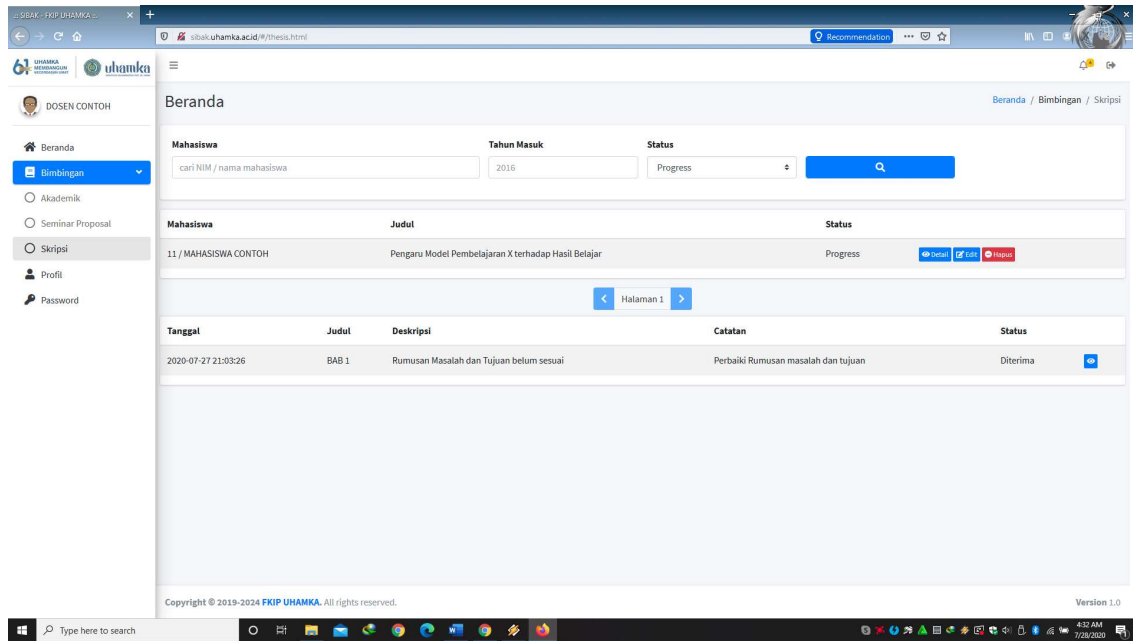 .:: SIBAK - FKIP UHAMKA ::.
sibak.uhamka.ac.id/#/thesis.html
Recommendation
UHAMKA
MEMBANGUN
uhamka
DOSEN CONTOH
Beranda
Beranda / Bimbingan / Skripsi
Beranda
Bimbingan
Akademik
Seminar Proposal
Skripsi
Profil
Password
Mahasiswa
Tahun Masuk
Status
cari NIM / nama mahasiswa
2016
Progress
Mahasiswa
Judul
Status
11 / MAHASISWA CONTOH
Pengaru Model Pembelajaran X terhadap Hasil Belajar
Progress
Detail
Edit
Hapus
Halaman 1
Tanggal
Judul
Deskripsi
Catatan
Status
2020-07-27 21:03:26
BAB 1
Rumusan Masalah dan Tujuan belum sesuai
Perbaiki Rumusan masalah dan tujuan
Diterima
Copyright © 2019-2024 FKIP UHAMKA. All rights reserved.
Version 1.0
Type here to search
4:32 AM
7/28/2020